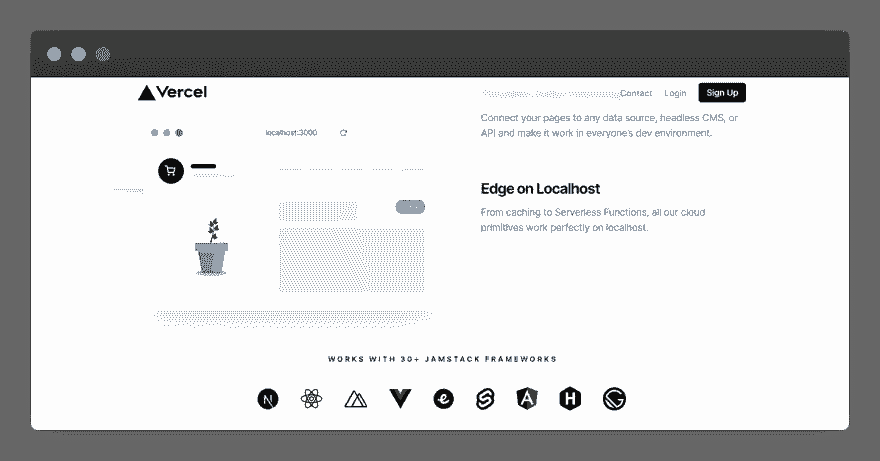 Vercel
Contact Login Sign Up
Connect your pages to any data source, headless CMS, or
API and make it work in everyone's dev environment.
localhost:3000
Edge on Localhost
From caching to Serverless Functions, all our cloud
primitives work perfectly on localhost.
WORKS WITH 30+ JAMSTACK FRAMEWORKS
N
e
A
H
G